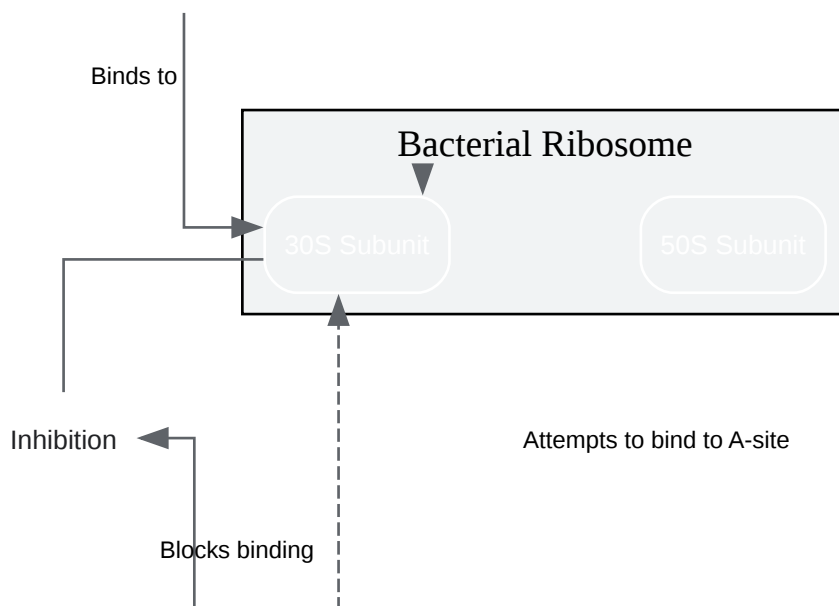 Binds to
Bacterial Ribosome
30S Subunit
50S Subunit
Inhibition
Attempts to bind to A-site
Blocks binding